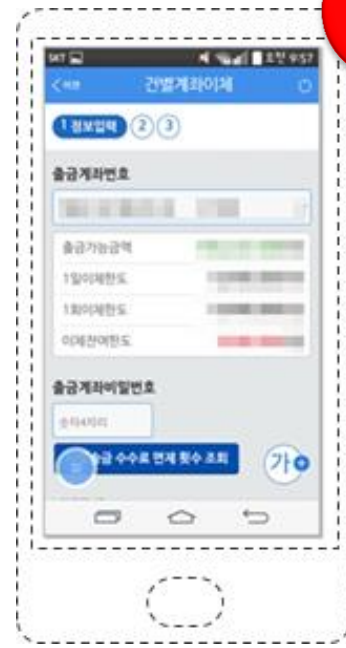 SKT 오전 9:57
< 이전 건별계좌이체
1 정보입력 2 3
출금계좌번호
출금가능금액
1일이체한도
1회이체한도
이체잔여한도
출금계좌비밀번호
숫자4자리
송금 수수료 면제 횟수 조회
가